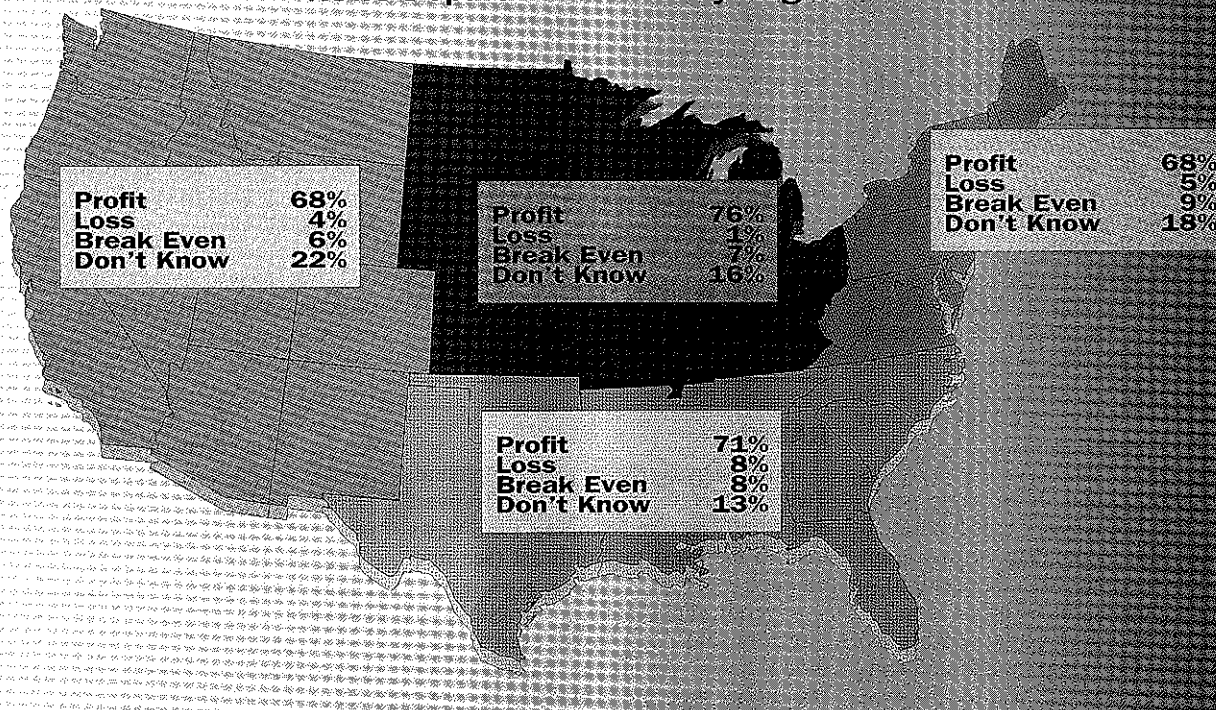 Profit 68%
Loss 4%
Break Even 6%
Don't Know 22%
Profit 76%
Loss 1%
Break Even 7%
Don't Know 16%
Profit 68%
Loss 5%
Break Even 9%
Don't Know 18%
Profit 71%
Loss 8%
Break Even 8%
Don't Know 13%